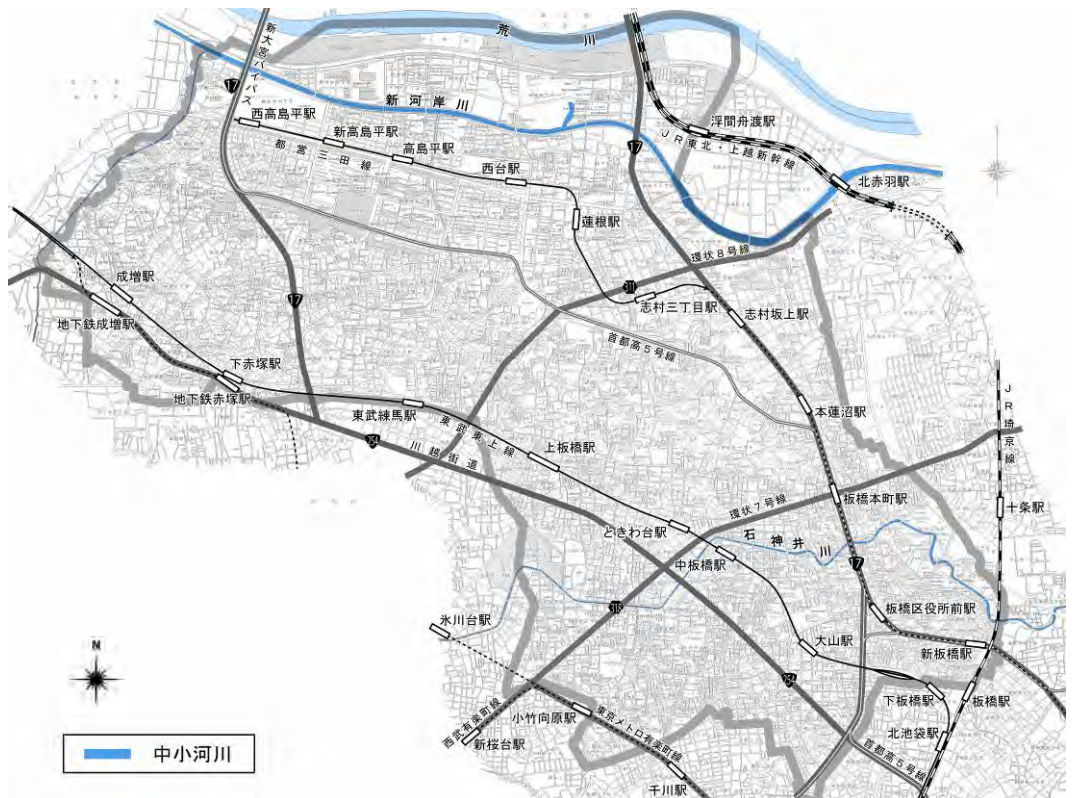 荒川
新大宮バイパス
17
新河岸川
西高島平駅
新高島平駅
高島平駅
都営三田線
西台駅
蓮根駅
17
浮間舟渡駅
JR東北・上越新幹線
北赤羽駅
環状8号線
311
志村三丁目駅
志村坂上駅
成増駅
地下鉄成増駅
17
首都高5号線
下赤塚駅
地下鉄赤塚駅
東武練馬駅
東武東上線
254
川越街道
上板橋駅
本蓮沼駅
JR埼京線
環状7号線
板橋本町駅
十条駅
ときわ台駅
石神井川
中板橋駅
17
318
板橋区役所前駅
氷川台駅
大山駅
新板橋駅
254
下板橋駅
板橋駅
小竹向原駅
西武有楽町線
新桜台駅
東京メトロ有楽町線
北池袋駅
首都高5号線
千川駅
N
中小河川